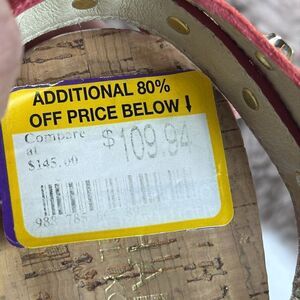 ADDITIONAL 80%
OFF PRICE BELOW
Compare
at
$145.00
$109.94